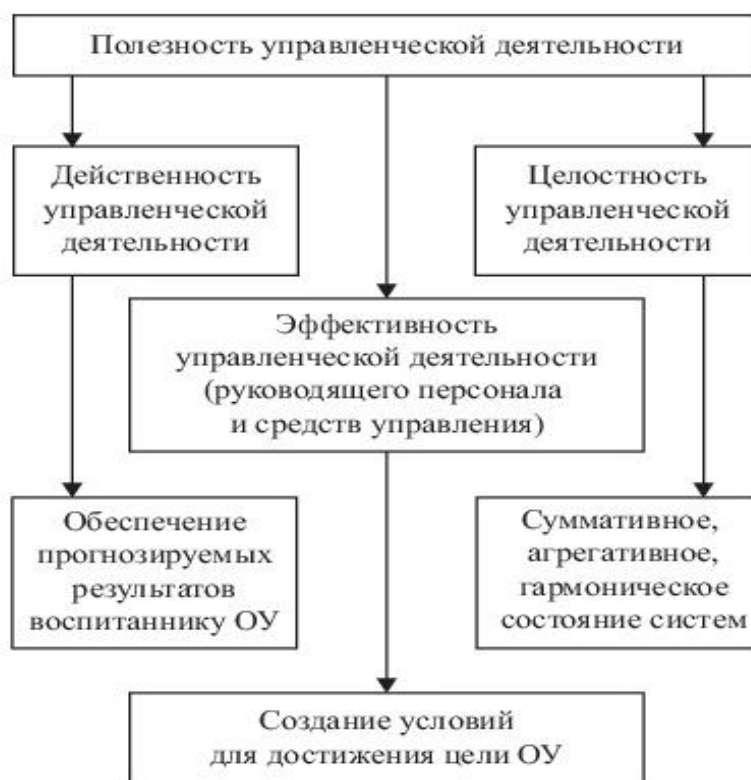 Полезность управленческой деятельности
Действенность
управленческой
деятельности
Целостность
управленческой
деятельности
Эффективность
управленческой деятельности
(руководящего персонала
и средств управления)
Обеспечение
прогнозируемых
результатов
воспитаннику ОУ
Суммативное,
агрегативное,
гармоническое
состояние систем
Создание условий
для достижения цели ОУ